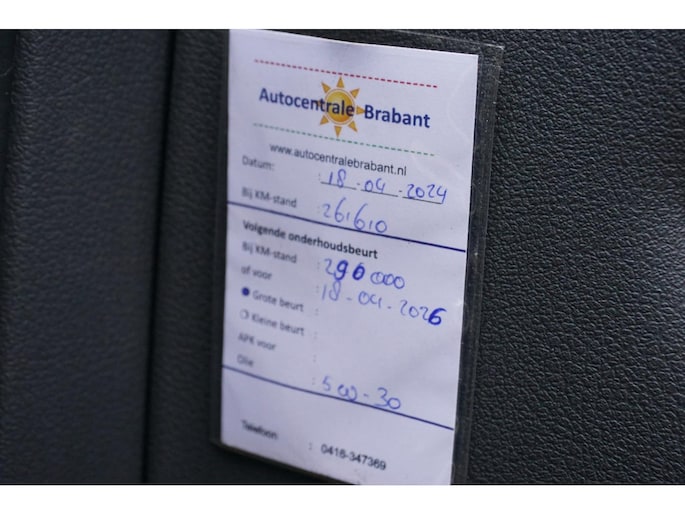 Autocentrale Brabant
www.autocentralebrabant.nl
Datum: : 18-04-2024
Bij KM-stand : 261610
Volgende onderhoudsbeurt
Bij KM-stand : 290000
of voor : 18-04-2026
Grote beurt :
Kleine beurt :
APK voor :
Olie : 5W-30
Telefoon : 0416-347369